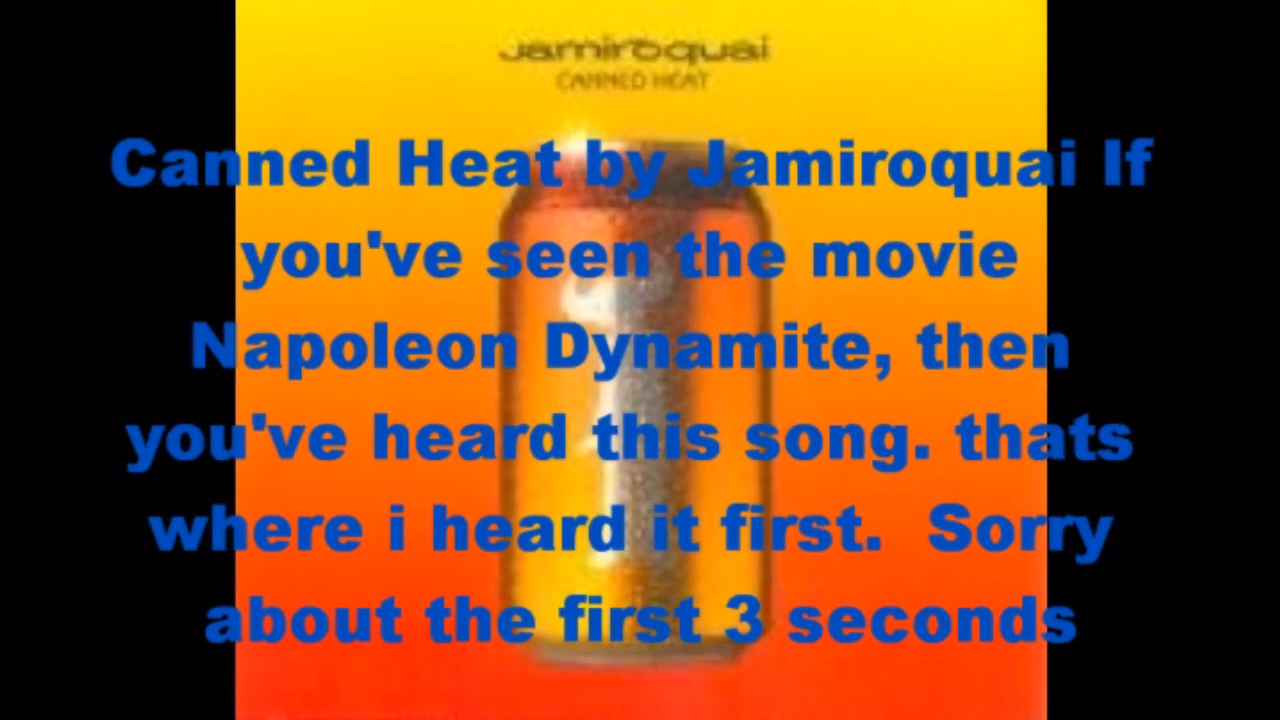 Jamiroquai
CANNED HEAT
Canned Heat by Jamiroquai If
you've seen the movie
Napoleon Dynamite, then
you've heard this song. thats
where i heard it first.  Sorry
about the first 3 seconds